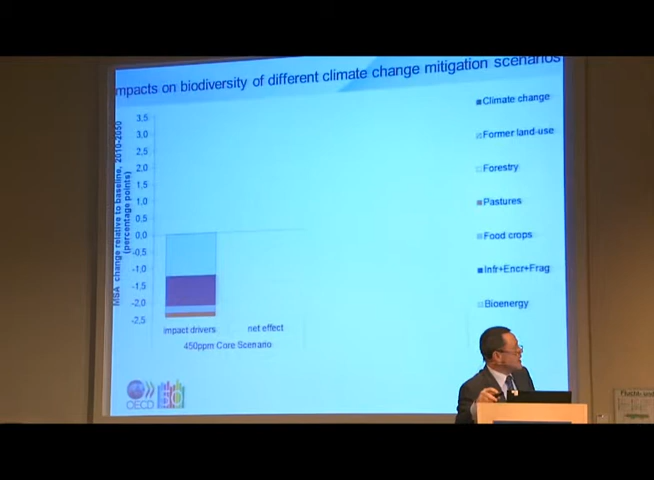 mpacts on biodiversity of different climate change mitigation scenarios
MSA change relative to baseline, 2010-2050
(percentage points)
3,5
3,0
2,5
2,0
1,5
1,0
0,5
0,0
-0,5
-1,0
-1,5
-2,0
-2,5
impact drivers
net effect
450ppm Core Scenario
Climate change
Former land-use
Forestry
Pastures
Food crops
Infr+Encr+Frag
Bioenergy
OECD